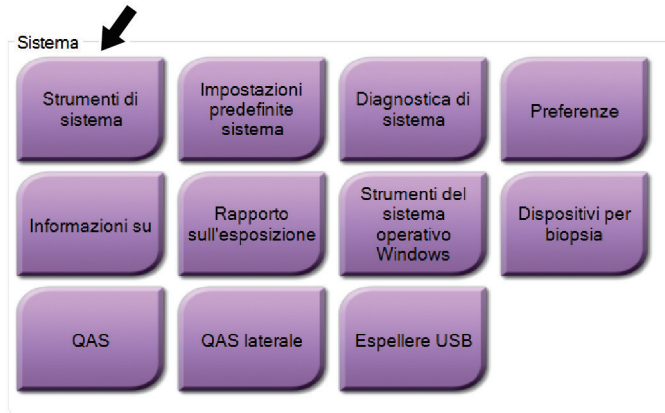 Sistema
Strumenti di
sistema
Impostazioni
predefinite
sistema
Diagnostica di
sistema
Preferenze
Informazioni su
Rapporto
sull'esposizione
Strumenti del
sistema
operativo
Windows
Dispositivi per
biopsia
QAS
QAS laterale
Espellere USB